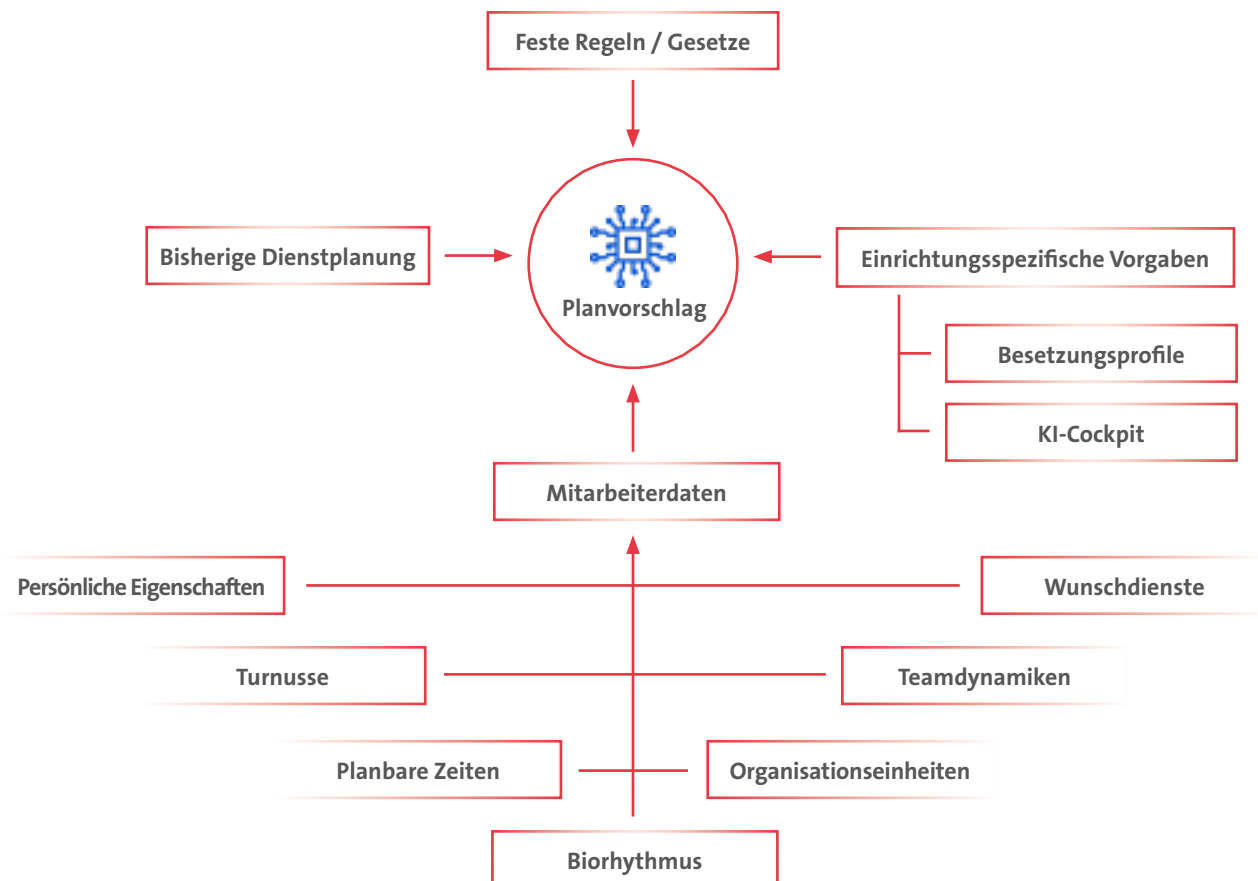 Feste Regeln / Gesetze
Bisherige Dienstplanung
Planvorschlag
Einrichtungsspezifische Vorgaben
Besetzungsprofile
KI-Cockpit
Mitarbeiterdaten
Persönliche Eigenschaften
Wunschdienste
Turnusse
Teamdynamiken
Planbare Zeiten
Organisationseinheiten
Biorhythmus